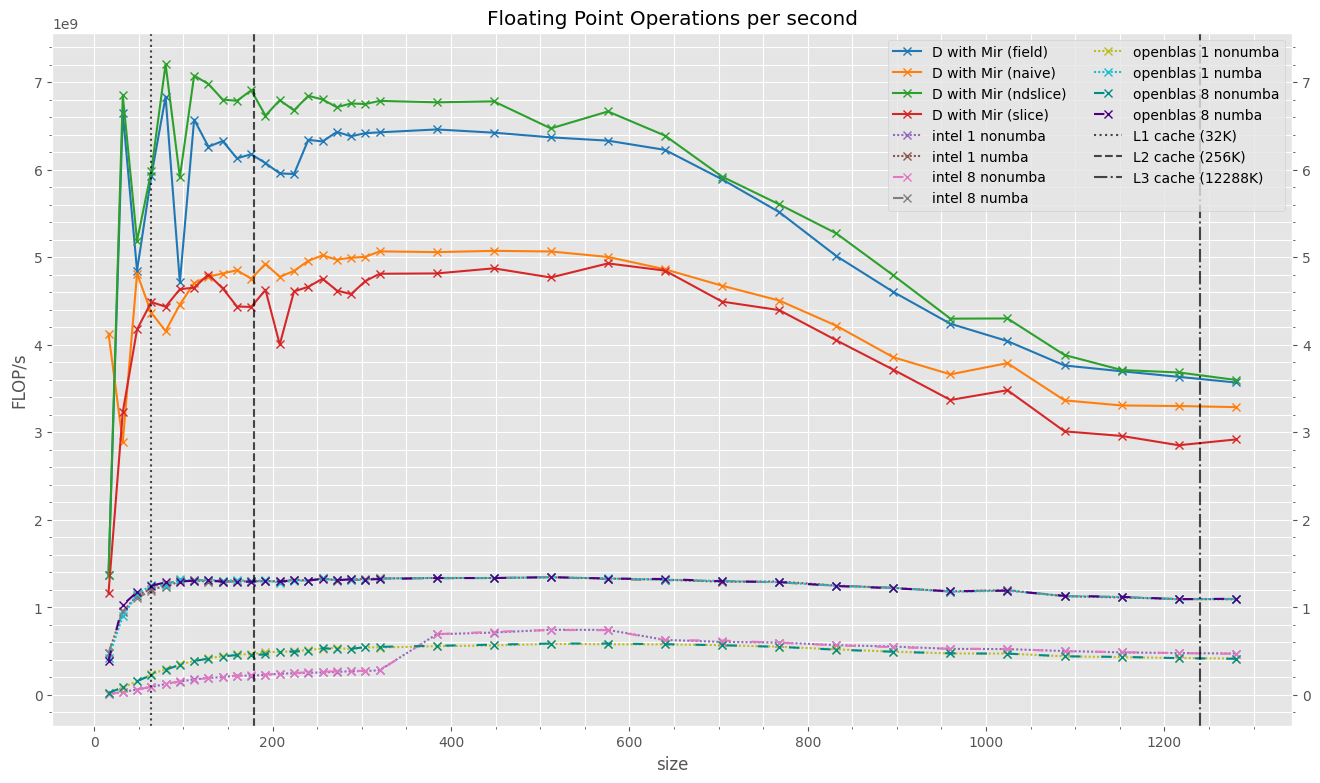 Floating Point Operations per second
1e9
FLOP/s
7
6
5
4
3
2
1
0
D with Mir (field)
D with Mir (naive)
D with Mir (ndslice)
D with Mir (slice)
intel 1 nonumba
intel 1 numba
intel 8 nonumba
intel 8 numba
openblas 1 nonumba
openblas 1 numba
openblas 8 nonumba
openblas 8 numba
L1 cache (32K)
L2 cache (256K)
L3 cache (12288K)
7
6
5
4
3
2
1
0
0 200 400 600 800 1000 1200
size